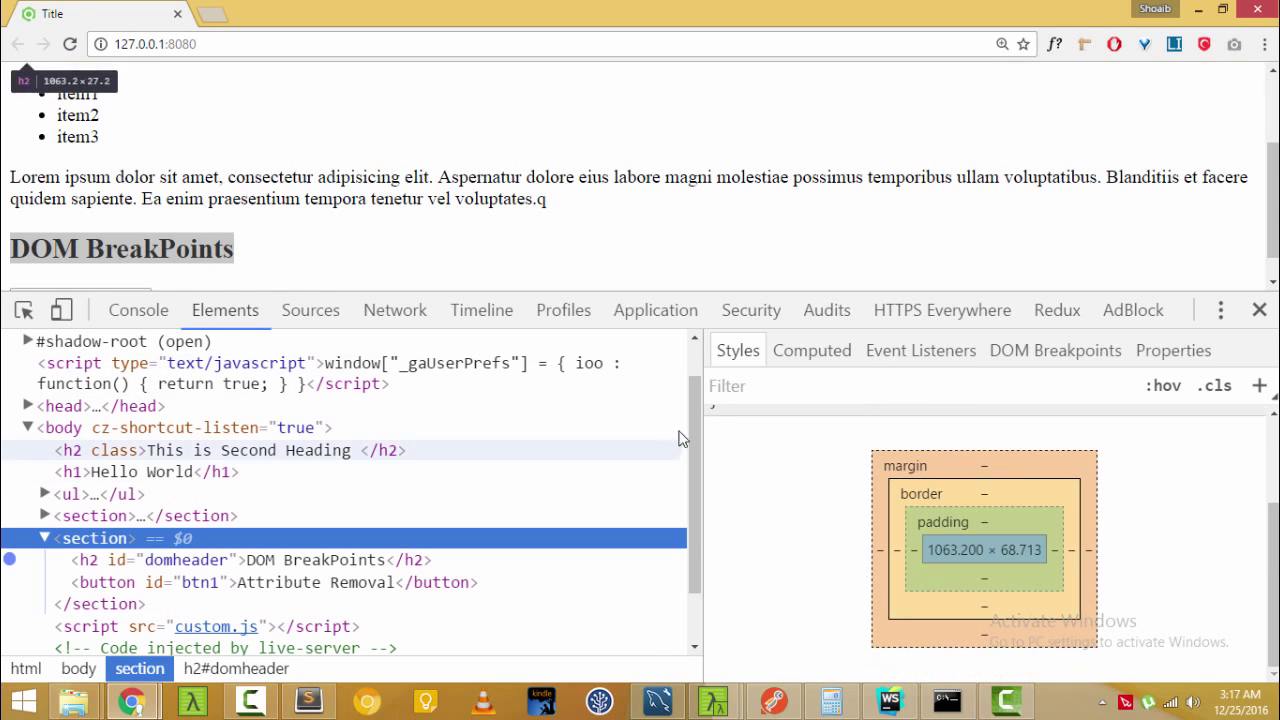 Title
Shoaib
127.0.0.1:8080
f?
LI
h2 | 1063.2×27.2
item1
item2
item3
Lorem ipsum dolor sit amet, consectetur adipisicing elit. Aspernatur dolore eius labore magni molestiae possimus temporibus ullam voluptatibus. Blanditiis et facere
quidem sapiente. Ea enim praesentium tempora tenetur vel voluptates.q
DOM BreakPoints
Console Elements Sources Network Timeline Profiles Application Security Audits HTTPS Everywhere Redux AdBlock
#shadow-root (open)
<script type="text/javascript">window["_gaUserPrefs"] = { ioo :
function() { return true; } }</script>
<head>…</head>
<body cz-shortcut-listen="true">
<h2 class>This is Second Heading </h2>
<h1>Hello World</h1>
<ul>…</ul>
<section>…</section>
<section> == $0
<h2 id="domheader">DOM BreakPoints</h2>
<button id="btn1">Attribute Removal</button>
</section>
<script src="custom.js"></script>
<!-- Code injected by live-server -->
html body section h2#domheader
Styles Computed Event Listeners DOM Breakpoints Properties
Filter :hov .cls +
}
margin –
border –
padding –
– – – 1063.200 × 68.713 – – –
–
–
–
Activate Windows
Go to PC settings to activate Windows.
S
kindle
WS
3:17 AM
12/25/2016